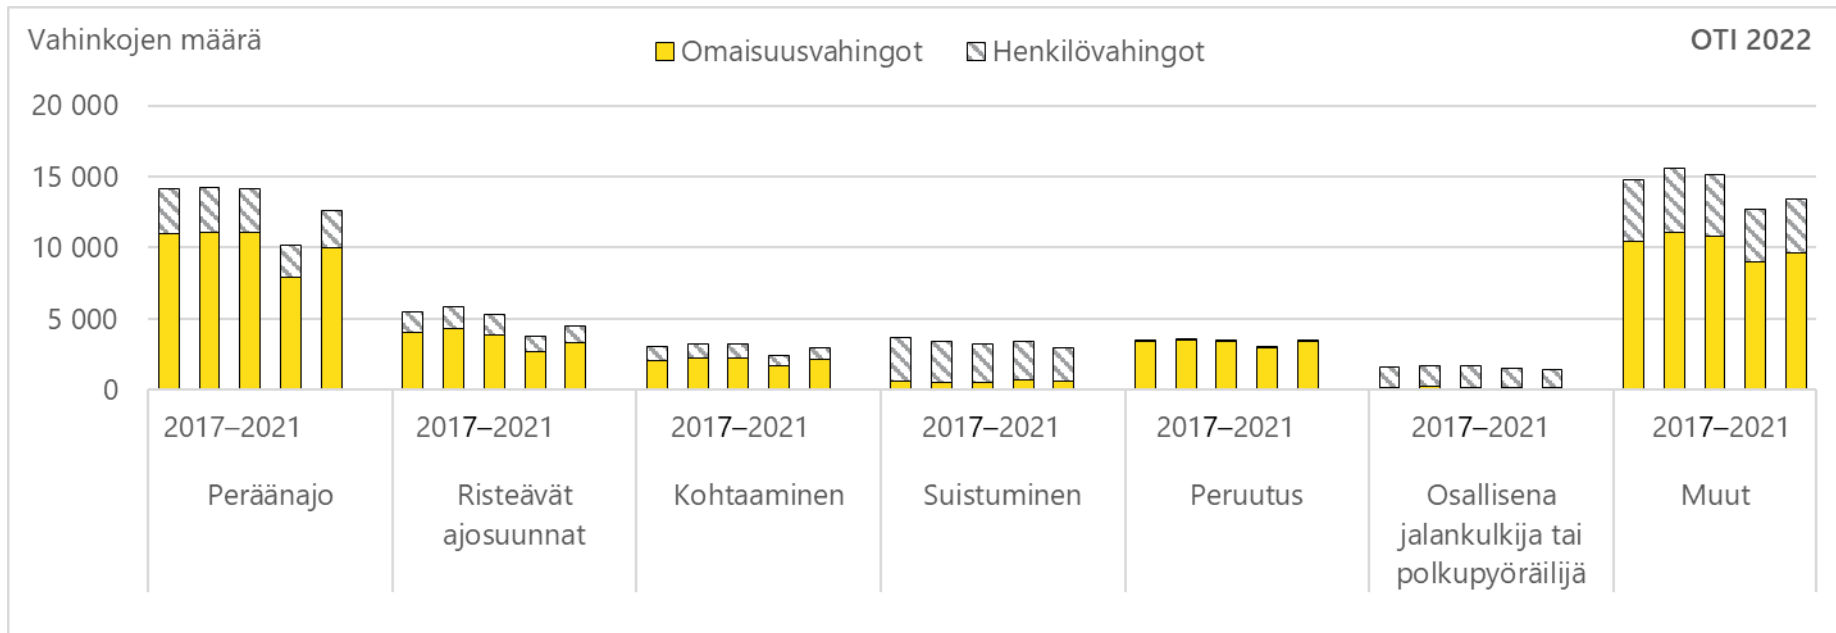 Vahinkojen määrä
Omaisuusvahingot
Henkilövahingot
OTI 2022
20 000
15 000
10 000
5 000
0
2017–2021
2017–2021
2017–2021
2017–2021
2017–2021
2017–2021
2017–2021
Peräänajo
Risteävät
ajosuunnat
Kohtaaminen
Suistuminen
Peruutus
Osallisena
jalankulkija tai
polkupyöräilijä
Muut